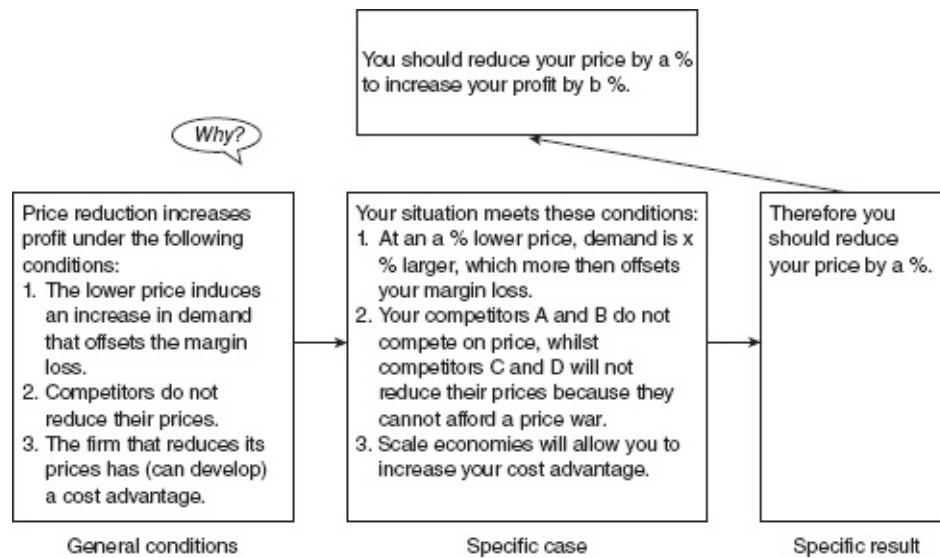 You should reduce your price by a %
to increase your profit by b %.
Why?
Price reduction increases
profit under the following
conditions:
1. The lower price induces
an increase in demand
that offsets the margin
loss.
2. Competitors do not
reduce their prices.
3. The firm that reduces its
prices has (can develop)
a cost advantage.
Your situation meets these conditions:
1. At an a % lower price, demand is x
% larger, which more then offsets
your margin loss.
2. Your competitors A and B do not
compete on price, whilst
competitors C and D will not
reduce their prices because they
cannot afford a price war.
3. Scale economies will allow you to
increase your cost advantage.
Therefore you
should reduce
your price by a %.
General conditions
Specific case
Specific result